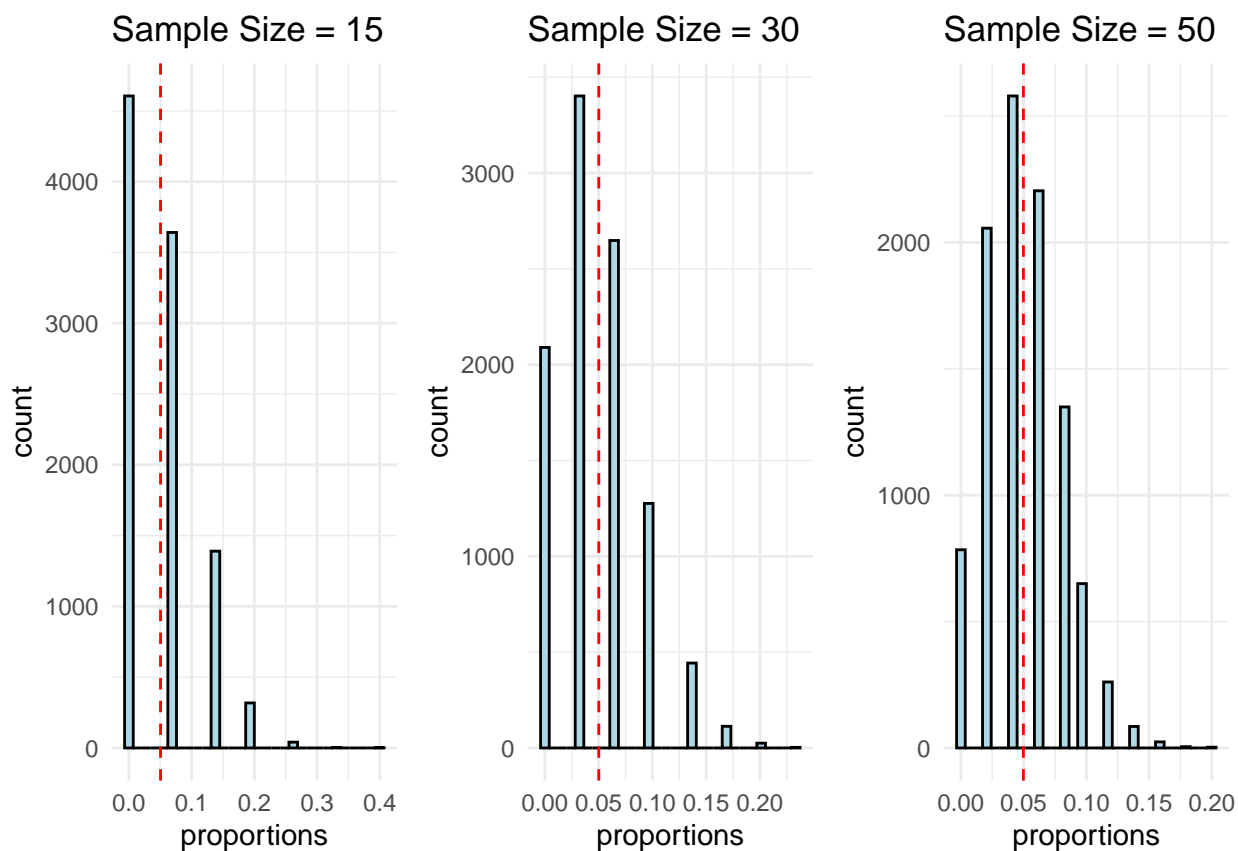 Sample Size = 15
4000
3000
2000
1000
0
count
0.0 0.1 0.2 0.3 0.4
proportions
Sample Size = 30
3000
2000
1000
0
count
0.00 0.05 0.10 0.15 0.20
proportions
Sample Size = 50
2000
1000
0
count
0.00 0.05 0.10 0.15 0.20
proportions